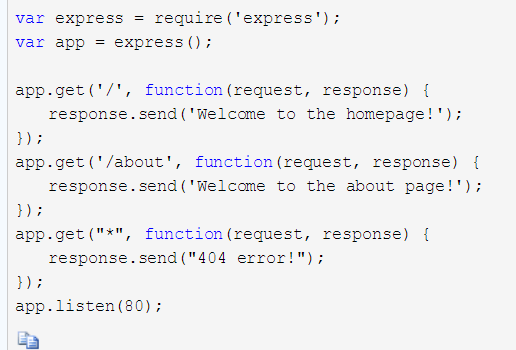 var express = require('express');
var app = express();
app.get('/', function(request, response) {
   response.send('Welcome to the homepage!');
});
app.get('/about', function(request, response) {
   response.send('Welcome to the about page!');
});
app.get("*", function(request, response) {
   response.send("404 error!");
});
app.listen(80);